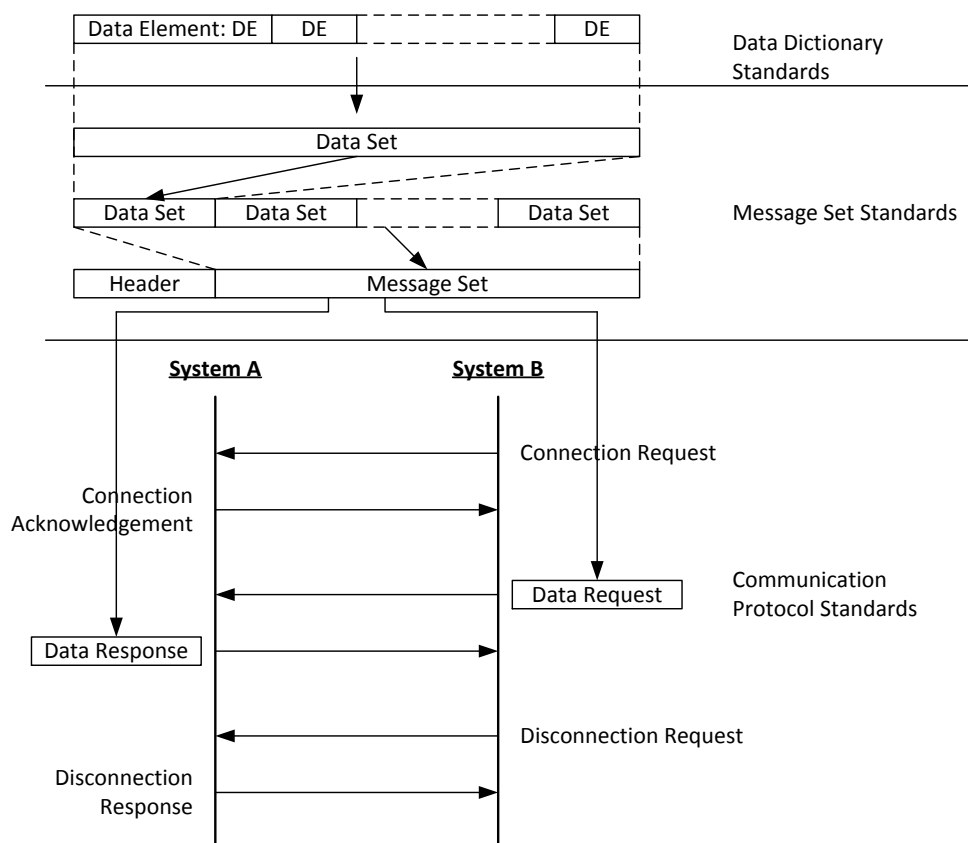 Data Element: DE DE DE
Data Dictionary
Standards
Data Set
Data Set Data Set Data Set
Message Set Standards
Header Message Set
System A System B
Connection Request
Connection
Acknowledgement
Data Request
Communication
Protocol Standards
Data Response
Disconnection Request
Disconnection
Response